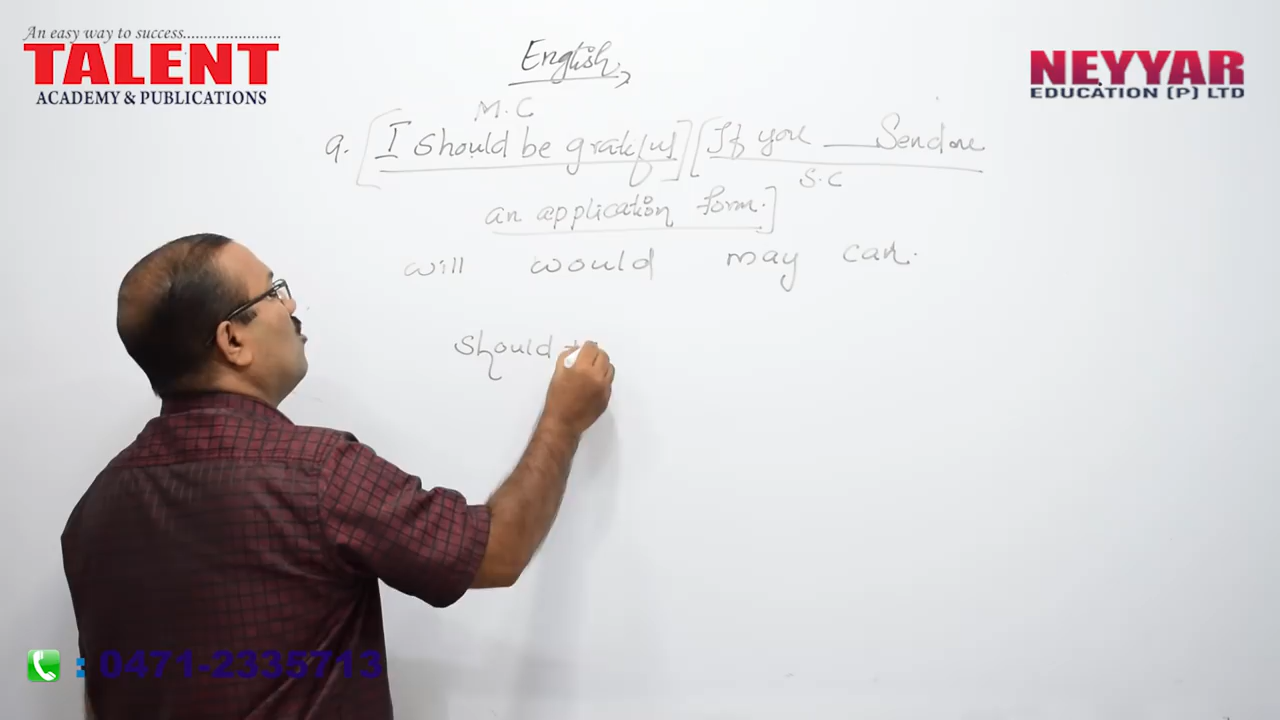 An easy way to success......................
TALENT
ACADEMY & PUBLICATIONS
NEYYAR
EDUCATION (P) LTD
English
M.C
9. [I should be grateful] [If you ____ Send me
S.C
an application form.]
will would may can.
Should +
: 0471-2335713